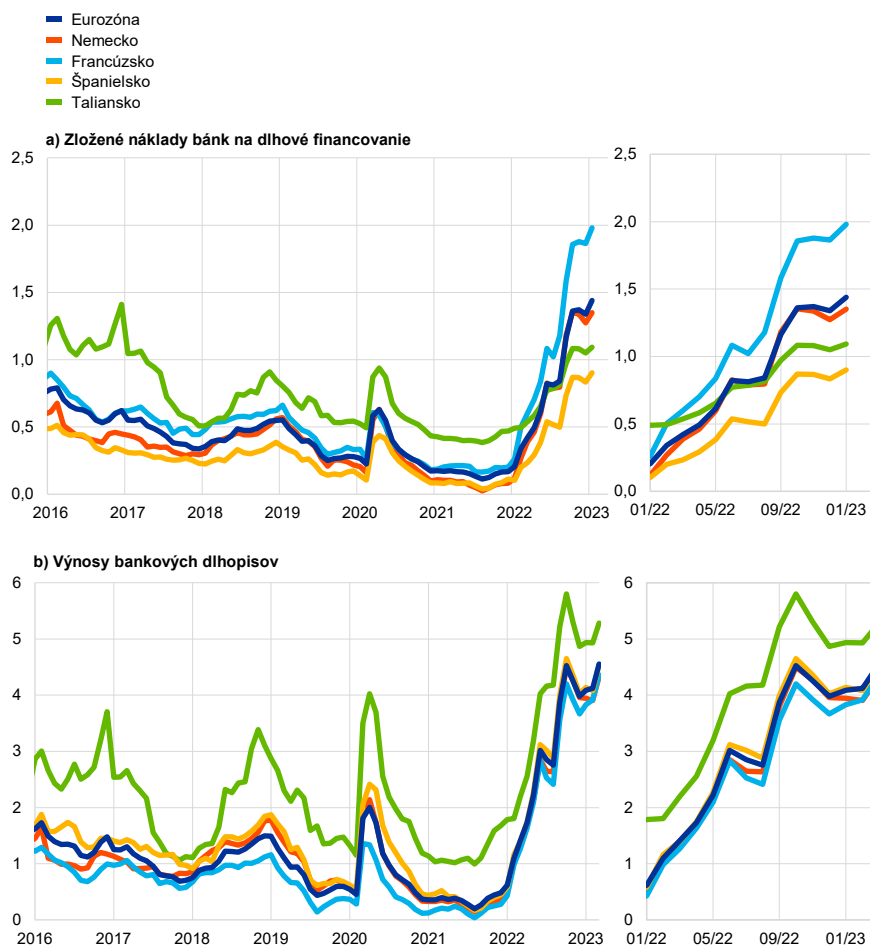 Eurozóna
Nemecko
Francúzsko
Španielsko
Taliansko
a) Zložené náklady bánk na dlhové financovanie
2,5
2,0
1,5
1,0
0,5
0,0
2016 2017 2018 2019 2020 2021 2022 2023
2,5
2,0
1,5
1,0
0,5
0,0
01/22 05/22 09/22 01/23
b) Výnosy bankových dlhopisov
6
5
4
3
2
1
0
2016 2017 2018 2019 2020 2021 2022 2023
6
5
4
3
2
1
0
01/22 05/22 09/22 01/23